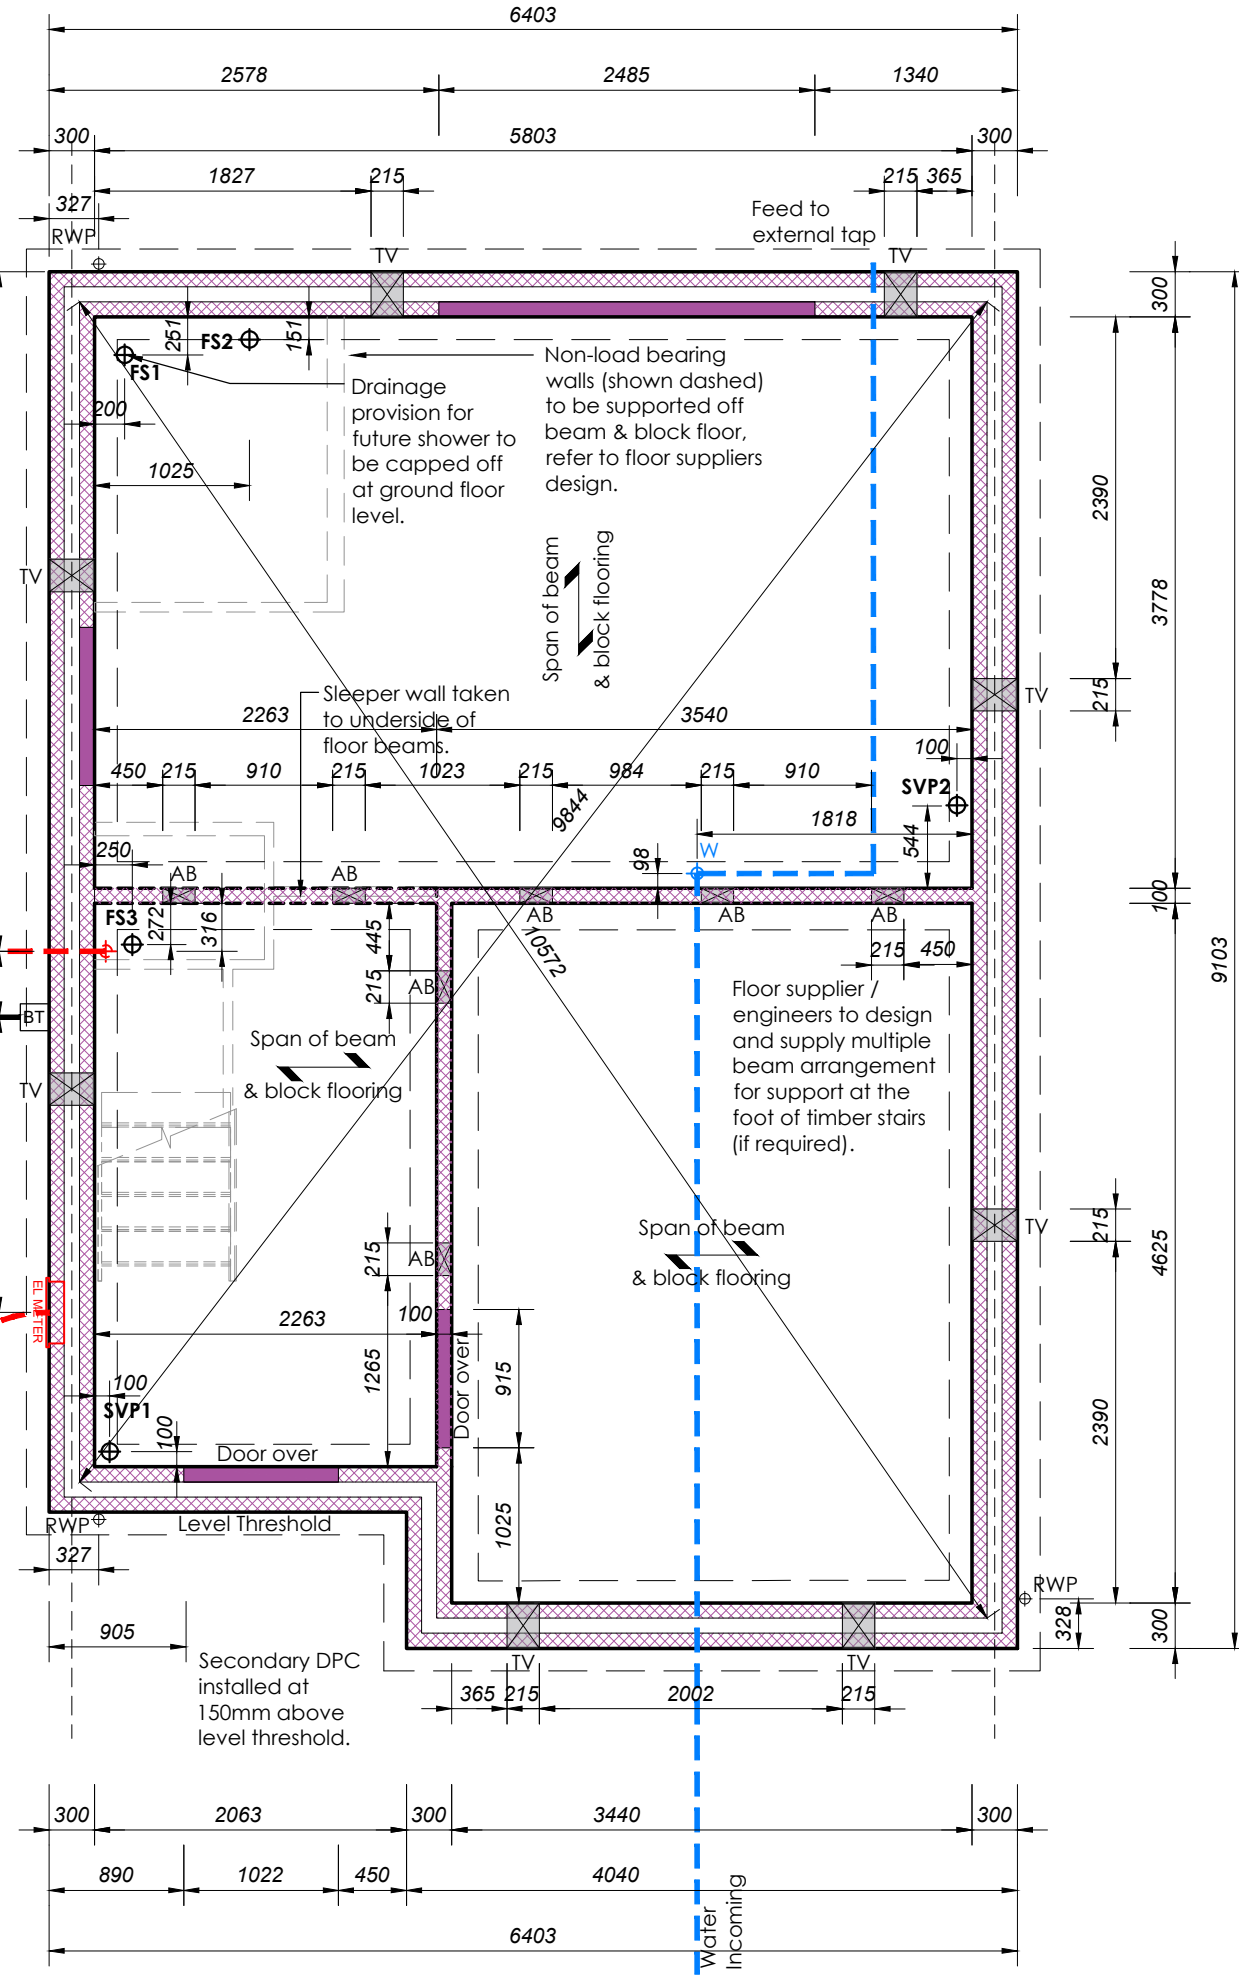 6403
2578
2485
1340
300
5803
300
1827
215
215
365
327
RWP
TV
Feed to
external tap
TV
300
251
FS2
151
FS1
200
1025
Drainage
provision for
future shower to
be capped off
at ground floor
level.
Non-load bearing
walls (shown dashed)
to be supported off
beam & block floor,
refer to floor suppliers
design.
2390
3778
TV
Span of beam
& block flooring
Sleeper wall taken
to underside of
floor beams.
2263
3540
215
TV
450
215
910
215
1023
215
984
215
910
100
SVP2
9844
1818
544
98
W
250
AB
AB
AB
AB
AB
100
FS3
272
316
445
215
AB
10572
215
450
9103
BT
Span of beam
& block flooring
Floor supplier /
engineers to design
and supply multiple
beam arrangement
for support at the
foot of timber stairs
(if required).
TV
215
AB
Span of beam
& block flooring
215
TV
4625
EL METER
2263
100
1265
915
Door over
2390
100
SVP1
100
Door over
1025
RWP
Level Threshold
327
RWP
328
300
905
Secondary DPC
installed at
150mm above
level threshold.
TV
TV
365
215
2002
215
300
2063
300
3440
300
890
1022
450
4040
6403
Water
Incoming